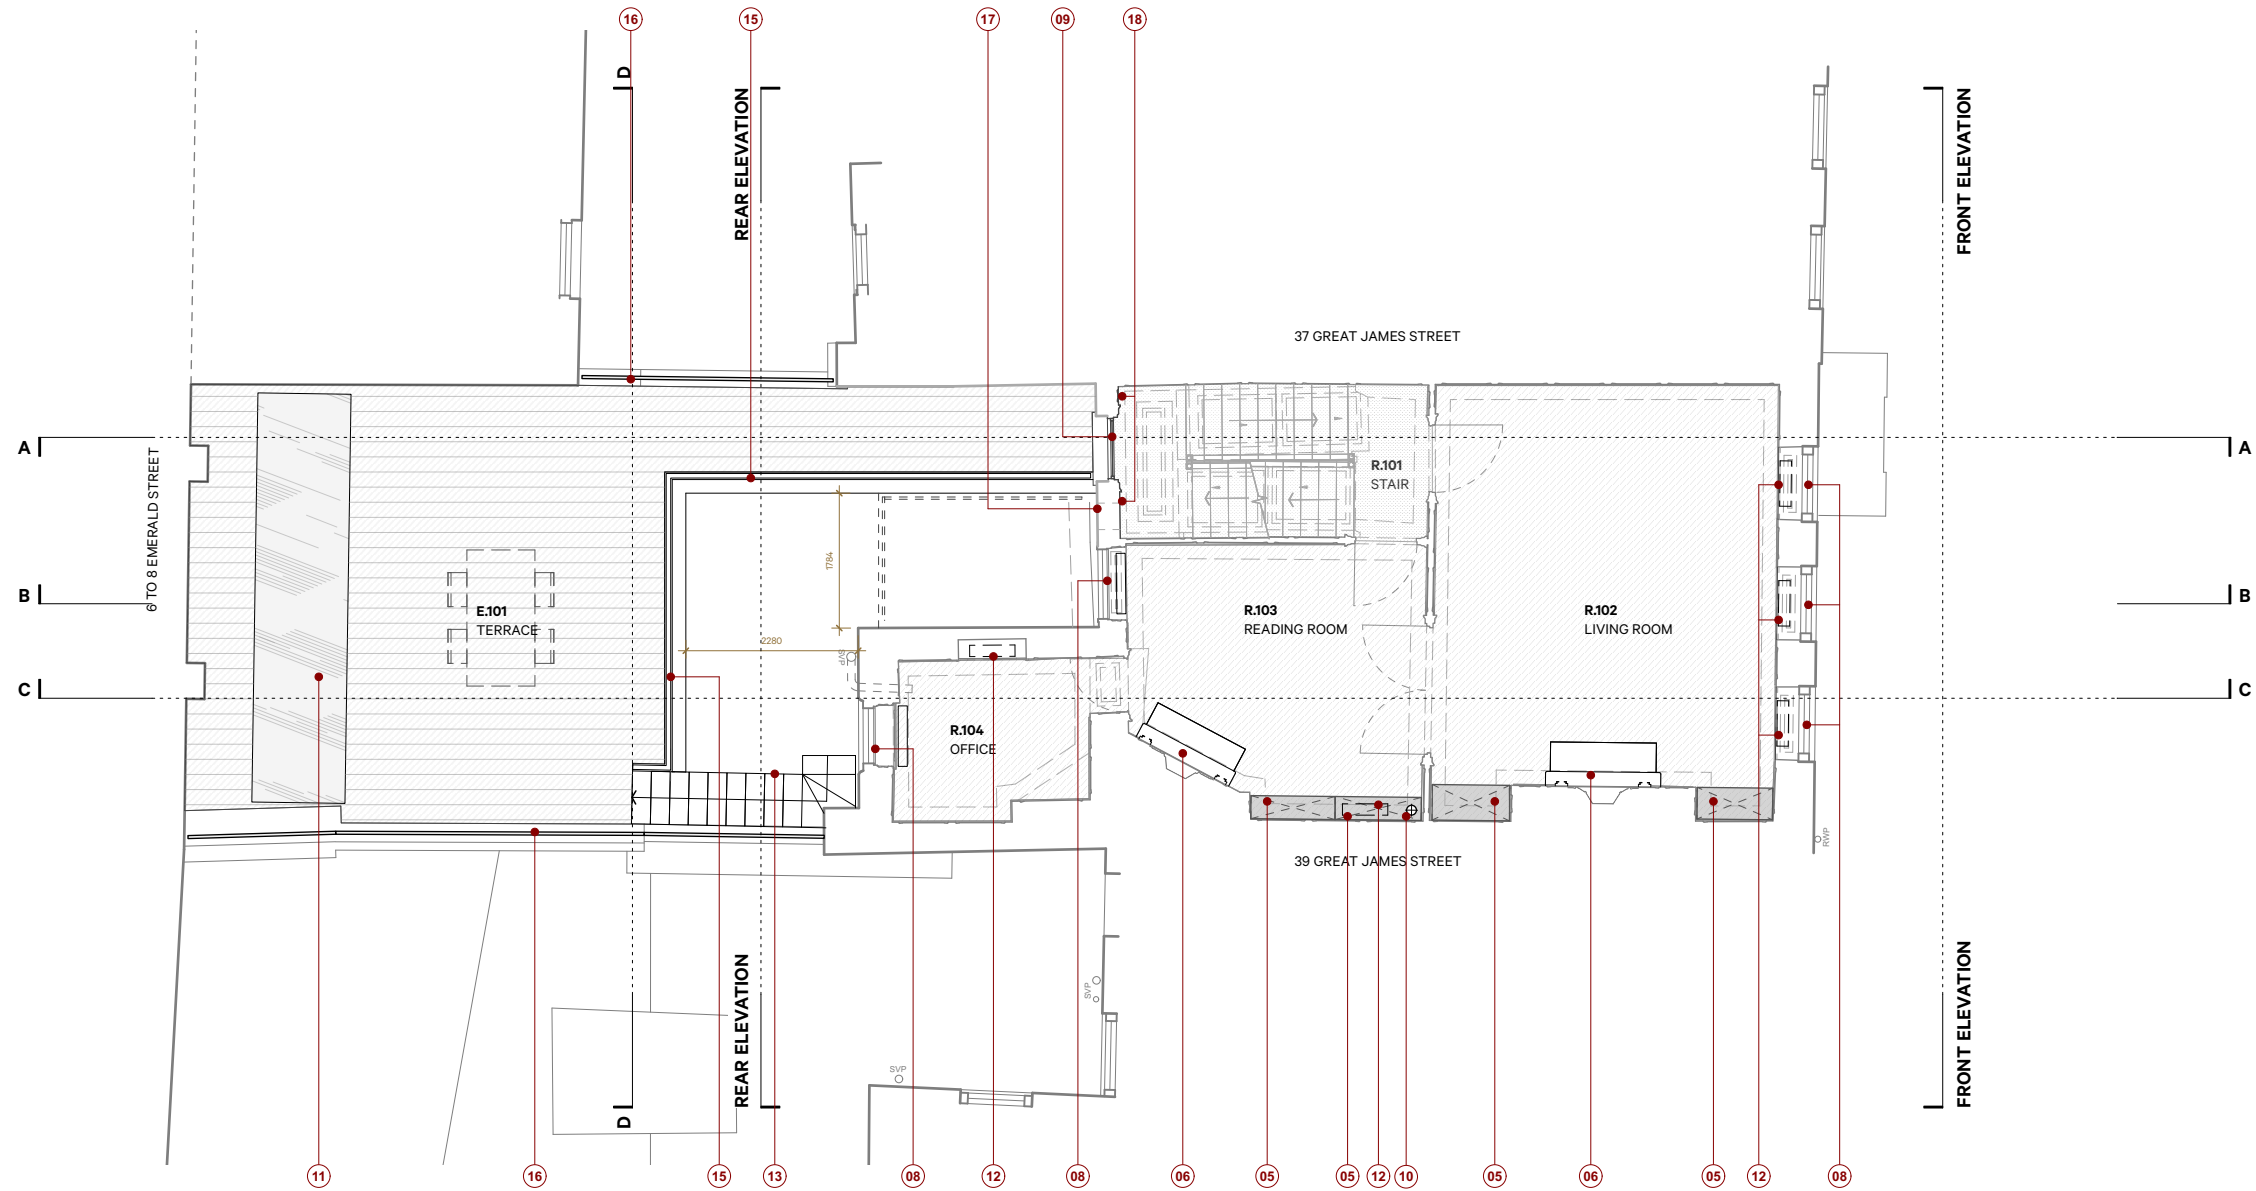 16
15
17
09
18
D
REAR ELEVATION
FRONT ELEVATION
37 GREAT JAMES STREET
A
A
6 TO 8 EMERALD STREET
R.101
STAIR
1784
B
B
E.101
TERRACE
R.103
READING ROOM
R.102
LIVING ROOM
2280
SVP
C
C
R.104
OFFICE
RWP
39 GREAT JAMES STREET
REAR ELEVATION
FRONT ELEVATION
SVP
SVP
D
11
16
15
13
08
12
08
06
05
05
12
10
05
06
05
12
08